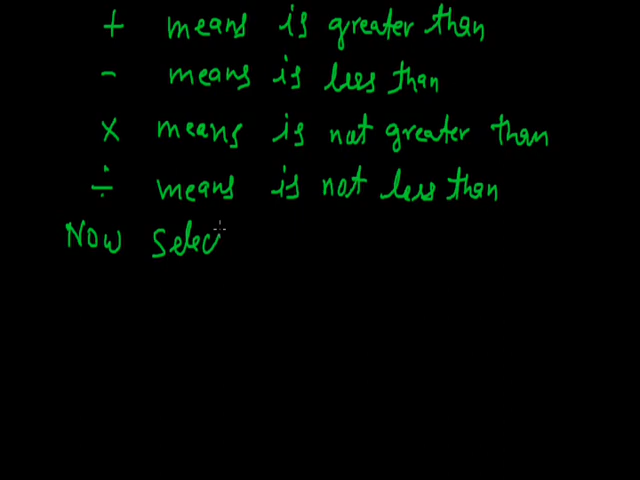 + means is greater than
- means is less than
× means is not greater than
÷ means is not less than
Now Selec